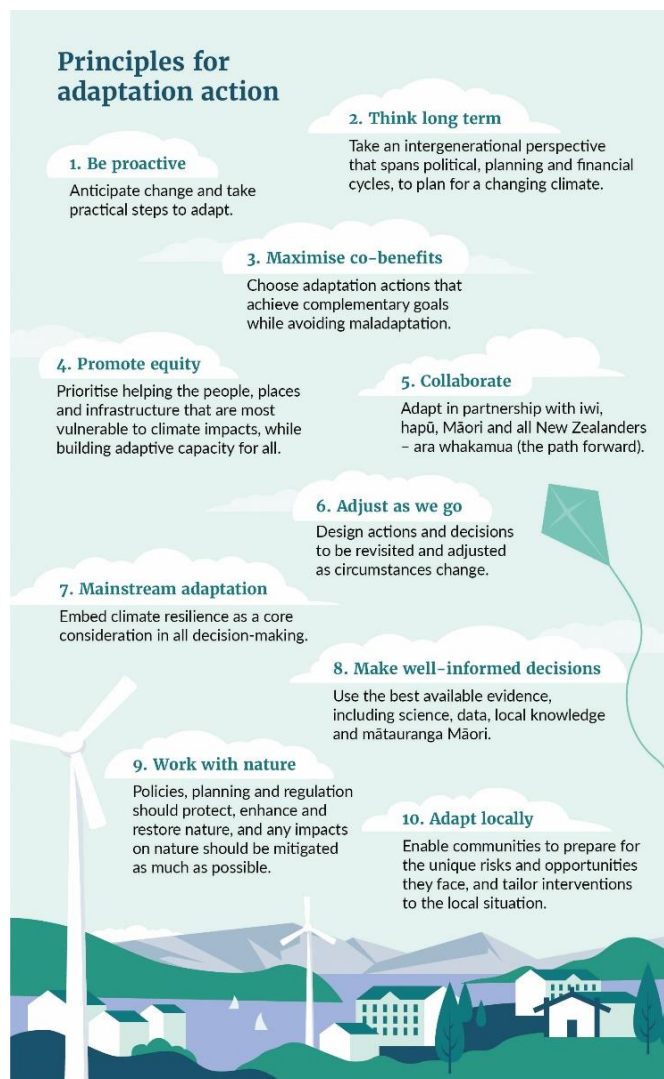 Principles for
adaptation action
1. Be proactive
Anticipate change and take
practical steps to adapt.
2. Think long term
Take an intergenerational perspective
that spans political, planning and financial
cycles, to plan for a changing climate.
3. Maximise co-benefits
Choose adaptation actions that
achieve complementary goals
while avoiding maladaptation.
4. Promote equity
Prioritise helping the people, places
and infrastructure that are most
vulnerable to climate impacts, while
building adaptive capacity for all.
5. Collaborate
Adapt in partnership with iwi,
hapū, Māori and all New Zealanders
– ara whakamua (the path forward).
6. Adjust as we go
Design actions and decisions
to be revisited and adjusted
as circumstances change.
7. Mainstream adaptation
Embed climate resilience as a core
consideration in all decision-making.
8. Make well-informed decisions
Use the best available evidence,
including science, data, local knowledge
and mātauranga Māori.
9. Work with nature
Policies, planning and regulation
should protect, enhance and
restore nature, and any impacts
on nature should be mitigated
as much as possible.
10. Adapt locally
Enable communities to prepare for
the unique risks and opportunities
they face, and tailor interventions
to the local situation.